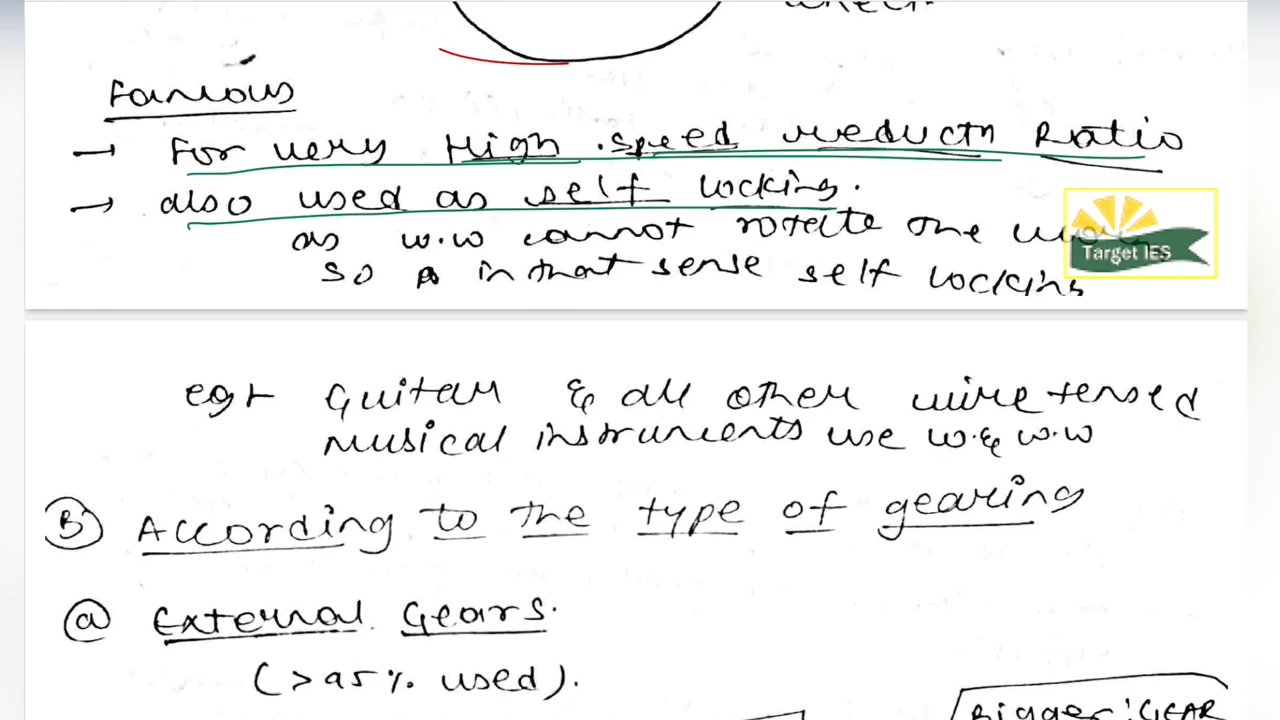 wheel.
Famous
→ For very High speed reductn Ratio
→ also used as self locking.
as w.w cannot rotate the
so in that sense self locking
Target IES
eg:- Guitar & all other wire tensed
musical instruments use w.& w.w
(B) According to the type of gearing
(a) External Gears.
(>95% used).
Bigger: GEAR